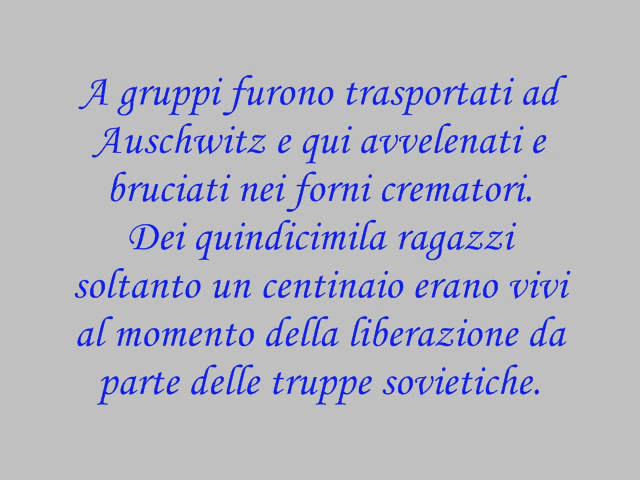 A gruppi furono trasportati ad
Auschwitz e qui avvelenati e
bruciati nei forni crematori.
Dei quindicimila ragazzi
soltanto un centinaio erano vivi
al momento della liberazione da
parte delle truppe sovietiche.